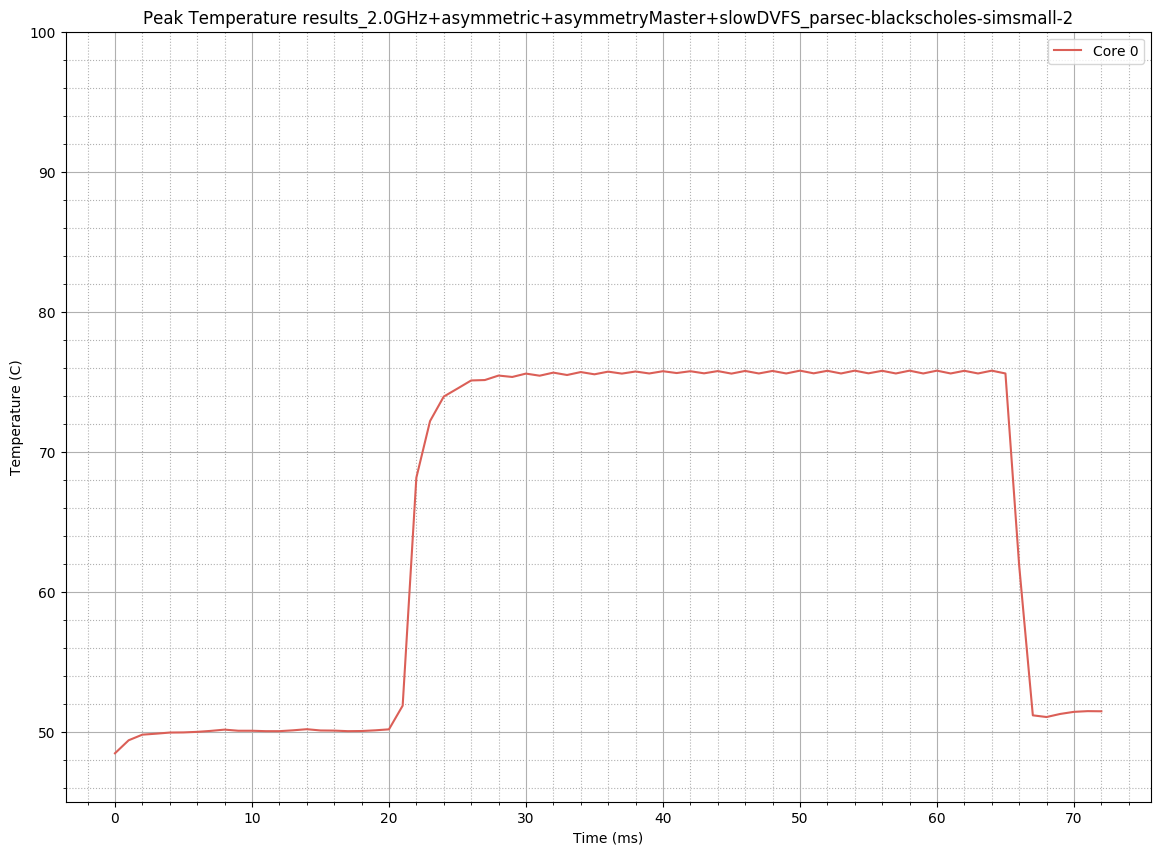 Peak Temperature results_2.0GHz+asymmetric+asymmetryMaster+slowDVFS_parsec-blackscholes-simsmall-2
Core 0
100
90
80
70
60
50
Temperature (C)
0 10 20 30 40 50 60 70
Time (ms)